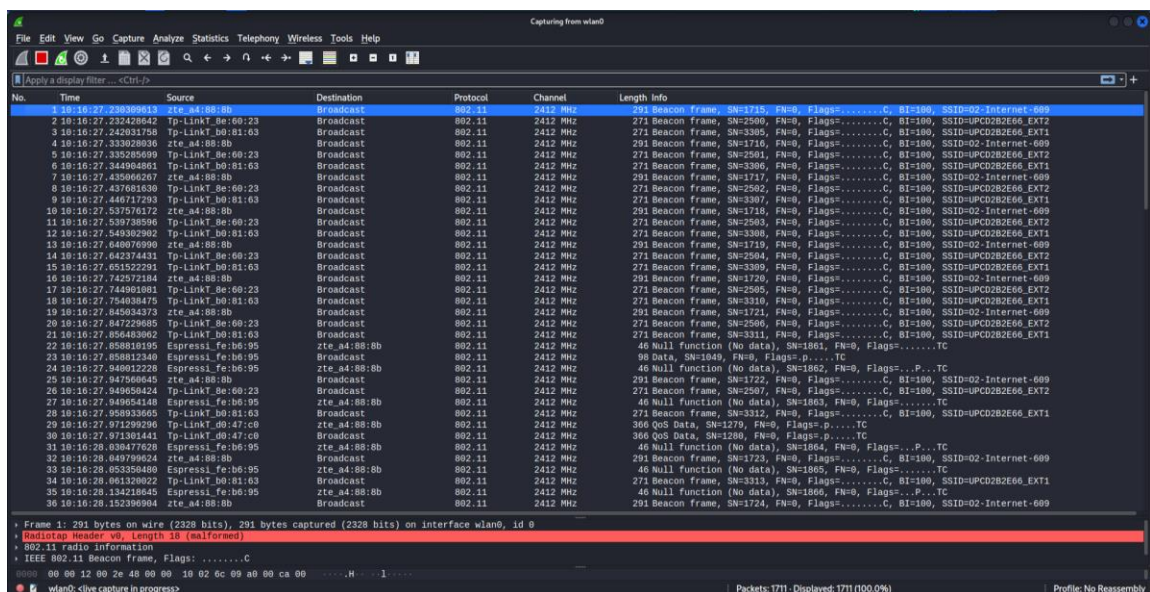 Capturing from wlan0
File Edit View Go Capture Analyze Statistics Telephony Wireless Tools Help
Apply a display filter ... <Ctrl-/>
No. Time Source Destination Protocol Channel Length Info
1 10:16:27.230309613 zte_a4:88:8b Broadcast 802.11 2412 MHz 291 Beacon frame, SN=1715, FN=0, Flags=........C, BI=100, SSID=O2-Internet-609
2 10:16:27.232428642 Tp-LinkT_8e:60:23 Broadcast 802.11 2412 MHz 271 Beacon frame, SN=2500, FN=0, Flags=........C, BI=100, SSID=UPCD2B2E66_EXT2
3 10:16:27.242031758 Tp-LinkT_b0:81:63 Broadcast 802.11 2412 MHz 271 Beacon frame, SN=3305, FN=0, Flags=........C, BI=100, SSID=UPCD2B2E66_EXT1
4 10:16:27.333028036 zte_a4:88:8b Broadcast 802.11 2412 MHz 291 Beacon frame, SN=1716, FN=0, Flags=........C, BI=100, SSID=O2-Internet-609
5 10:16:27.335285699 Tp-LinkT_8e:60:23 Broadcast 802.11 2412 MHz 271 Beacon frame, SN=2501, FN=0, Flags=........C, BI=100, SSID=UPCD2B2E66_EXT2
6 10:16:27.344904861 Tp-LinkT_b0:81:63 Broadcast 802.11 2412 MHz 271 Beacon frame, SN=3306, FN=0, Flags=........C, BI=100, SSID=UPCD2B2E66_EXT1
7 10:16:27.435066267 zte_a4:88:8b Broadcast 802.11 2412 MHz 291 Beacon frame, SN=1717, FN=0, Flags=........C, BI=100, SSID=O2-Internet-609
8 10:16:27.437681630 Tp-LinkT_8e:60:23 Broadcast 802.11 2412 MHz 271 Beacon frame, SN=2502, FN=0, Flags=........C, BI=100, SSID=UPCD2B2E66_EXT2
9 10:16:27.446717293 Tp-LinkT_b0:81:63 Broadcast 802.11 2412 MHz 271 Beacon frame, SN=3307, FN=0, Flags=........C, BI=100, SSID=UPCD2B2E66_EXT1
10 10:16:27.537576172 zte_a4:88:8b Broadcast 802.11 2412 MHz 291 Beacon frame, SN=1718, FN=0, Flags=........C, BI=100, SSID=O2-Internet-609
11 10:16:27.539738596 Tp-LinkT_8e:60:23 Broadcast 802.11 2412 MHz 271 Beacon frame, SN=2503, FN=0, Flags=........C, BI=100, SSID=UPCD2B2E66_EXT2
12 10:16:27.549302902 Tp-LinkT_b0:81:63 Broadcast 802.11 2412 MHz 271 Beacon frame, SN=3308, FN=0, Flags=........C, BI=100, SSID=UPCD2B2E66_EXT1
13 10:16:27.640076990 zte_a4:88:8b Broadcast 802.11 2412 MHz 291 Beacon frame, SN=1719, FN=0, Flags=........C, BI=100, SSID=O2-Internet-609
14 10:16:27.642374431 Tp-LinkT_8e:60:23 Broadcast 802.11 2412 MHz 271 Beacon frame, SN=2504, FN=0, Flags=........C, BI=100, SSID=UPCD2B2E66_EXT2
15 10:16:27.651522291 Tp-LinkT_b0:81:63 Broadcast 802.11 2412 MHz 271 Beacon frame, SN=3309, FN=0, Flags=........C, BI=100, SSID=UPCD2B2E66_EXT1
16 10:16:27.742572184 zte_a4:88:8b Broadcast 802.11 2412 MHz 291 Beacon frame, SN=1720, FN=0, Flags=........C, BI=100, SSID=O2-Internet-609
17 10:16:27.744901081 Tp-LinkT_8e:60:23 Broadcast 802.11 2412 MHz 271 Beacon frame, SN=2505, FN=0, Flags=........C, BI=100, SSID=UPCD2B2E66_EXT2
18 10:16:27.754038475 Tp-LinkT_b0:81:63 Broadcast 802.11 2412 MHz 271 Beacon frame, SN=3310, FN=0, Flags=........C, BI=100, SSID=UPCD2B2E66_EXT1
19 10:16:27.845034373 zte_a4:88:8b Broadcast 802.11 2412 MHz 291 Beacon frame, SN=1721, FN=0, Flags=........C, BI=100, SSID=O2-Internet-609
20 10:16:27.847229685 Tp-LinkT_8e:60:23 Broadcast 802.11 2412 MHz 271 Beacon frame, SN=2506, FN=0, Flags=........C, BI=100, SSID=UPCD2B2E66_EXT2
21 10:16:27.856483062 Tp-LinkT_b0:81:63 Broadcast 802.11 2412 MHz 271 Beacon frame, SN=3311, FN=0, Flags=........C, BI=100, SSID=UPCD2B2E66_EXT1
22 10:16:27.858810195 Espressi_fe:b6:95 zte_a4:88:8b 802.11 2412 MHz 46 Null function (No data), SN=1861, FN=0, Flags=.......TC
23 10:16:27.858812340 Espressi_fe:b6:95 Broadcast 802.11 2412 MHz 98 Data, SN=1049, FN=0, Flags=.p.....TC
24 10:16:27.940012228 Espressi_fe:b6:95 zte_a4:88:8b 802.11 2412 MHz 46 Null function (No data), SN=1862, FN=0, Flags=...P...TC
25 10:16:27.947560645 zte_a4:88:8b Broadcast 802.11 2412 MHz 291 Beacon frame, SN=1722, FN=0, Flags=........C, BI=100, SSID=O2-Internet-609
26 10:16:27.949650424 Tp-LinkT_8e:60:23 Broadcast 802.11 2412 MHz 271 Beacon frame, SN=2507, FN=0, Flags=........C, BI=100, SSID=UPCD2B2E66_EXT2
27 10:16:27.949654148 Espressi_fe:b6:95 zte_a4:88:8b 802.11 2412 MHz 46 Null function (No data), SN=1863, FN=0, Flags=.......TC
28 10:16:27.958933665 Tp-LinkT_b0:81:63 Broadcast 802.11 2412 MHz 271 Beacon frame, SN=3312, FN=0, Flags=........C, BI=100, SSID=UPCD2B2E66_EXT1
29 10:16:27.971299296 Tp-LinkT_d0:47:c0 Broadcast 802.11 2412 MHz 366 QoS Data, SN=1279, FN=0, Flags=.p.....TC
30 10:16:27.971301441 Tp-LinkT_d0:47:c0 Broadcast 802.11 2412 MHz 366 QoS Data, SN=1280, FN=0, Flags=.p.....TC
31 10:16:28.030477628 Espressi_fe:b6:95 zte_a4:88:8b 802.11 2412 MHz 46 Null function (No data), SN=1864, FN=0, Flags=...P...TC
32 10:16:28.049799624 zte_a4:88:8b Broadcast 802.11 2412 MHz 291 Beacon frame, SN=1723, FN=0, Flags=........C, BI=100, SSID=O2-Internet-609
33 10:16:28.053350480 Espressi_fe:b6:95 zte_a4:88:8b 802.11 2412 MHz 46 Null function (No data), SN=1865, FN=0, Flags=.......TC
34 10:16:28.061320022 Tp-LinkT_b0:81:63 Broadcast 802.11 2412 MHz 271 Beacon frame, SN=3313, FN=0, Flags=........C, BI=100, SSID=UPCD2B2E66_EXT1
35 10:16:28.134218645 Espressi_fe:b6:95 zte_a4:88:8b 802.11 2412 MHz 46 Null function (No data), SN=1866, FN=0, Flags=...P...TC
36 10:16:28.152396904 zte_a4:88:8b Broadcast 802.11 2412 MHz 291 Beacon frame, SN=1724, FN=0, Flags=........C, BI=100, SSID=O2-Internet-609
Frame 1: 291 bytes on wire (2328 bits), 291 bytes captured (2328 bits) on interface wlan0, id 0
Radiotap Header v0, Length 18 (malformed)
802.11 radio information
IEEE 802.11 Beacon frame, Flags: ........C
0000 00 00 12 00 2e 48 00 00 10 02 6c 09 a0 00 ca 00 .....H.. ..l.....
wlan0: <live capture in progress> Packets: 1711 · Displayed: 1711 (100.0%) Profile: No Reassembly